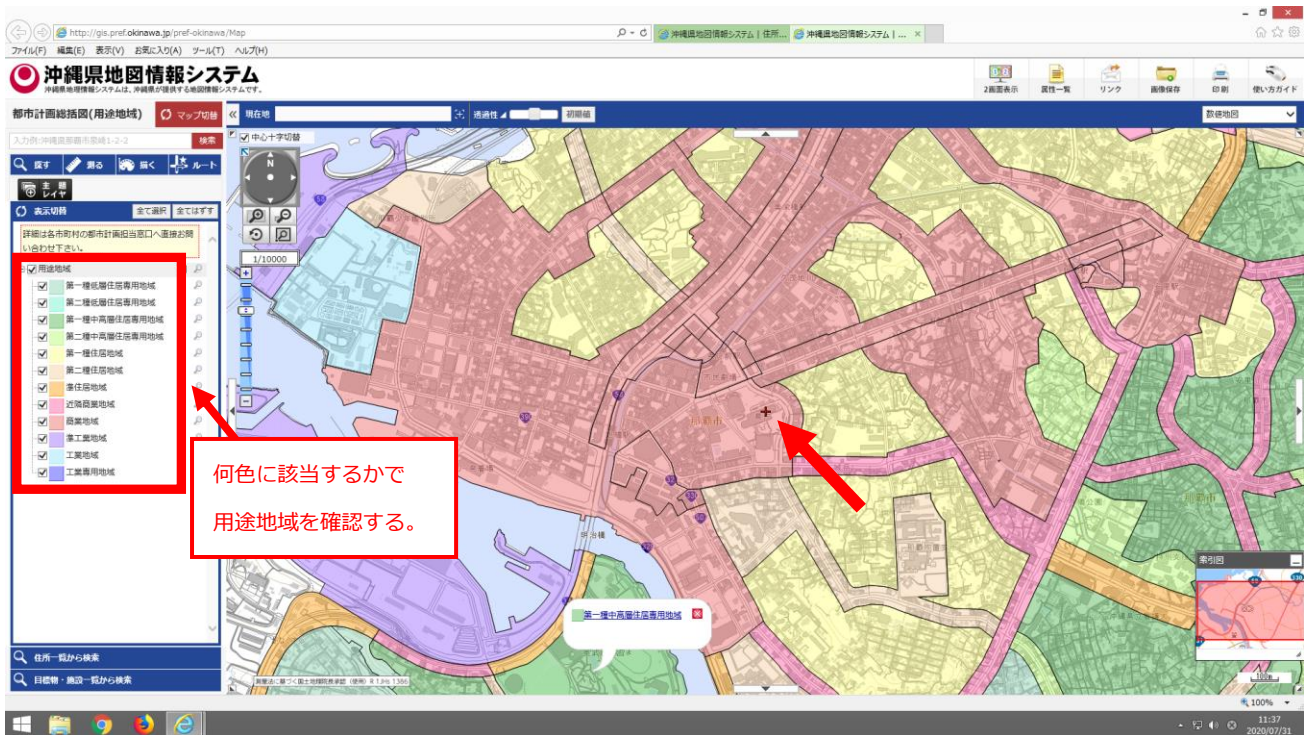 http://gis.pref.okinawa.jp/pref-okinawa/Map
沖縄県地図情報システム | 住所...
沖縄県地図情報システム | ...
ファイル(F) 編集(E) 表示(V) お気に入り(A) ツール(T) ヘルプ(H)
沖縄県地図情報システム
沖縄県地理情報システムは、沖縄県が提供する地図情報システムです。
2画面表示 属性一覧 リンク 画像保存 印刷 使い方ガイド
都市計画総括図(用途地域) マップ切替
現在地 透過性 初期値 数値地図
入力例:沖縄県那覇市泉崎1-2-2 検索
中心十字切替
探す 測る 描く ルート
N
主題レイヤ
表示切替 全て選択 全てはずす
詳細は各市町村の都市計画担当窓口へ直接お問い合わせ下さい。
1/10000
用途地域
第一種低層住居専用地域
第二種低層住居専用地域
第一種中高層住居専用地域
第二種中高層住居専用地域
第一種住居地域
第二種住居地域
準住居地域
近隣商業地域
商業地域
準工業地域
工業地域
工業専用地域
何色に該当するかで
用途地域を確認する。
那覇市
明治橋
第一種中高層住居専用地域
索引図
住所一覧から検索
目標物・施設一覧から検索
100m
100%
11:37
2020/07/31